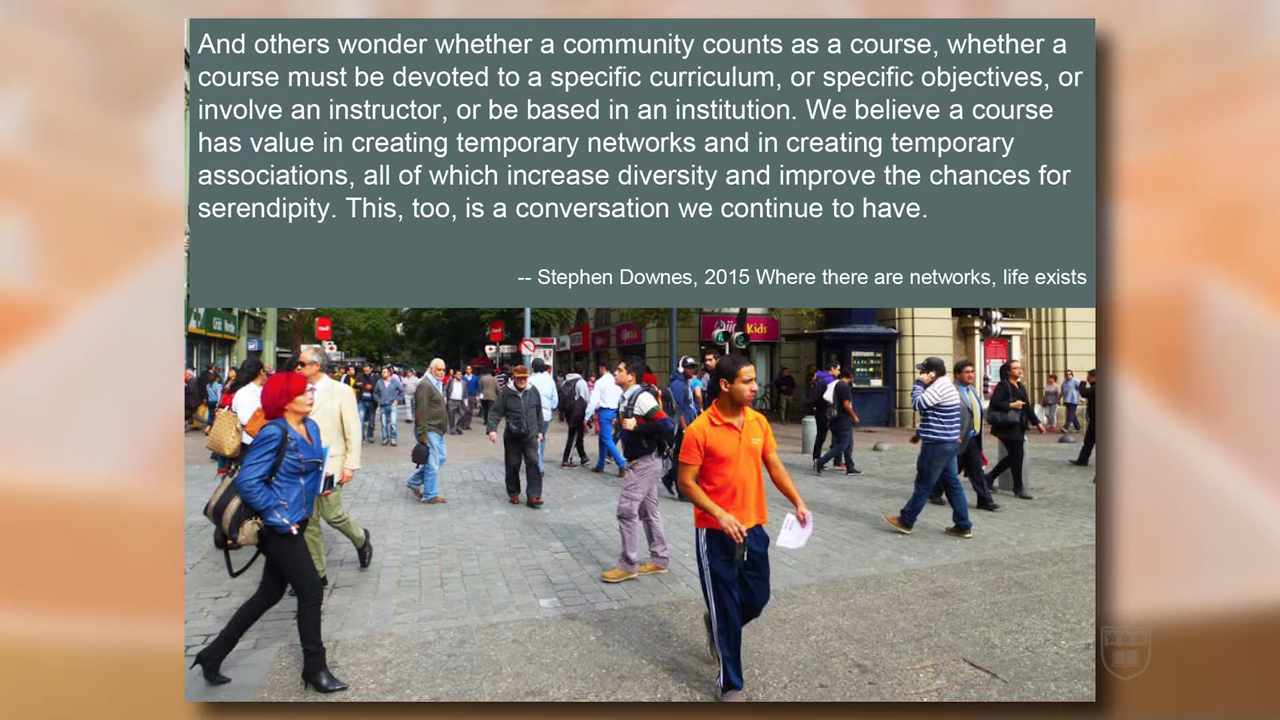 And others wonder whether a community counts as a course, whether a
course must be devoted to a specific curriculum, or specific objectives, or
involve an instructor, or be based in an institution. We believe a course
has value in creating temporary networks and in creating temporary
associations, all of which increase diversity and improve the chances for
serendipity. This, too, is a conversation we continue to have.
-- Stephen Downes, 2015 Where there are networks, life exists
Kids